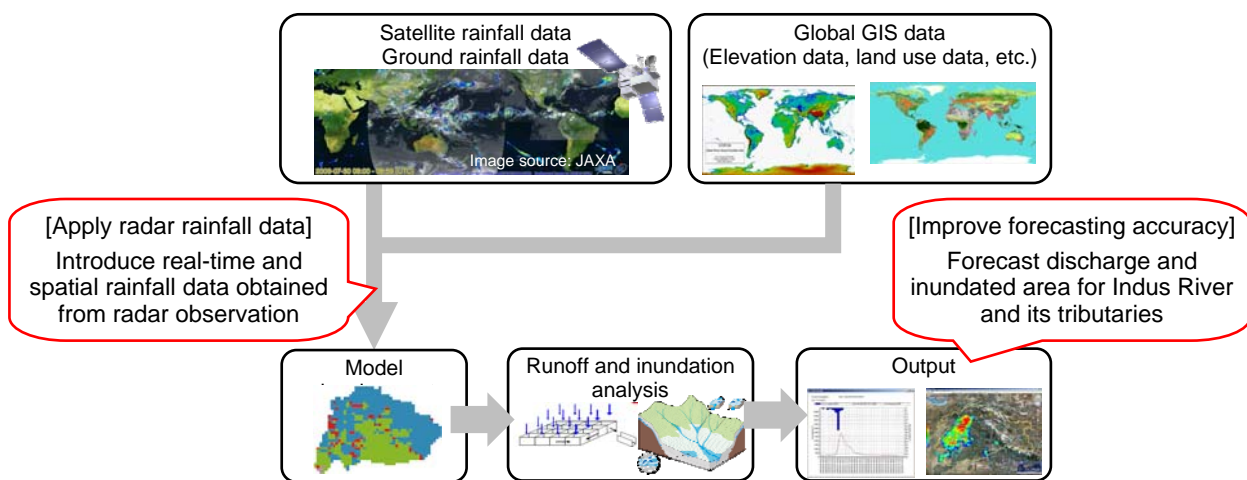 Satellite rainfall data
Ground rainfall data
Image source: JAXA
Global GIS data
(Elevation data, land use data, etc.)
[Apply radar rainfall data]
Introduce real-time and
spatial rainfall data obtained
from radar observation
[Improve forecasting accuracy]
Forecast discharge and
inundated area for Indus River
and its tributaries
Model
Runoff and inundation
analysis
Output